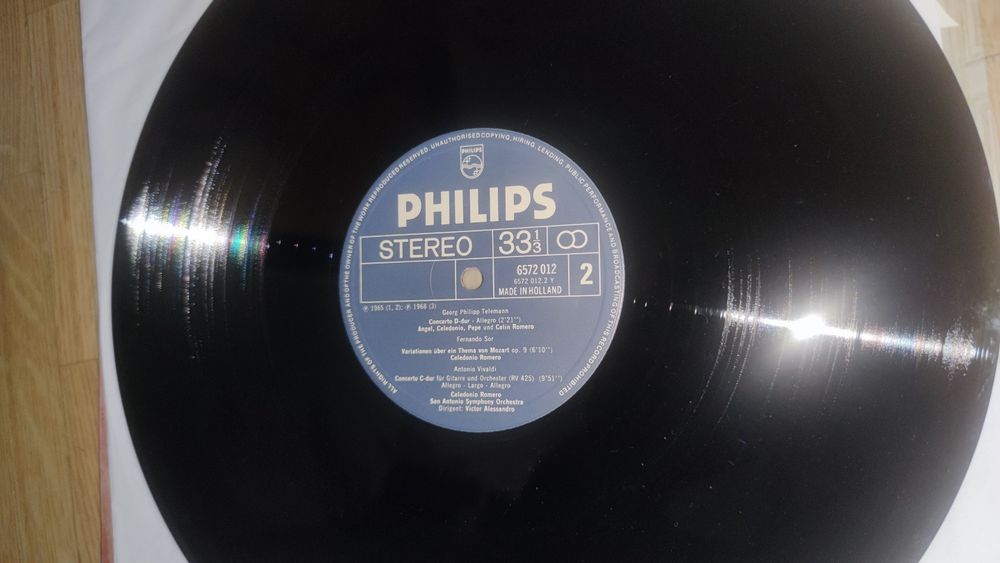 ALL RIGHTS OF THE PRODUCER AND OF THE OWNER OF THE WORK REPRODUCED RESERVED. UNAUTHORISED COPYING, HIRING, LENDING, PUBLIC PERFORMANCE AND BROADCASTING OF THIS RECORD PROHIBITED
PHILIPS
PHILIPS
STEREO 33 1/3
6572 012
6572 012.2 Y
MADE IN HOLLAND
2
℗ 1965 (1, 2); ℗ 1968 (3)
Georg Philipp Telemann
Concerto D-dur - Allegro (2'21'')
Angel, Celedonio, Pepe und Celin Romero
Fernando Sor
Variationen über ein Thema von Mozart op. 9 (6'10'')
Celedonio Romero
Antonio Vivaldi
Concerto C-dur für Gitarre und Orchester (RV 425) (9'51'')
Allegro - Largo - Allegro
Celedonio Romero
San Antonio Symphony Orchestra
Dirigent: Victor Alessandro